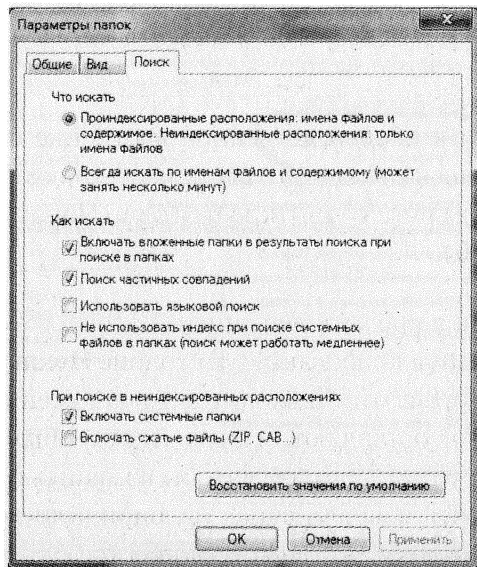 Параметры папок
Общие Вид Поиск
Что искать
Проиндексированные расположения: имена файлов и
содержимое. Неиндексированные расположения: только
имена файлов
Всегда искать по именам файлов и содержимому (может
занять несколько минут)
Как искать
Включать вложенные папки в результаты поиска при
поиске в папках
Поиск частичных совпадений
Использовать языковой поиск
Не использовать индекс при поиске системных
файлов в папках (поиск может работать медленнее)
При поиске в неиндексированных расположениях
Включать системные папки
Включать сжатые файлы (ZIP, CAB...)
Восстановить значения по умолчанию
OK Отмена Применить